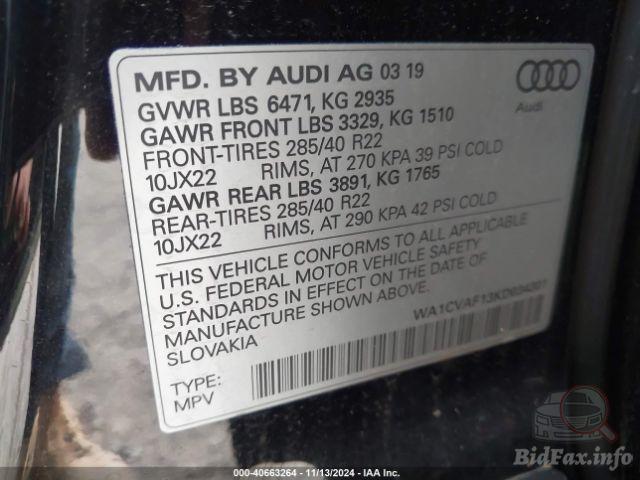 MFD. BY AUDI AG 03 19
Audi
GVWR LBS 6471, KG 2935
GAWR FRONT LBS 3329, KG 1510
FRONT-TIRES 285/40 R22
10JX22 RIMS, AT 270 KPA 39 PSI COLD
GAWR REAR LBS 3891, KG 1765
REAR-TIRES 285/40 R22
10JX22 RIMS, AT 290 KPA 42 PSI COLD
THIS VEHICLE CONFORMS TO ALL APPLICABLE
U.S. FEDERAL MOTOR VEHICLE SAFETY
STANDARDS IN EFFECT ON THE DATE OF
MANUFACTURE SHOWN ABOVE.
SLOVAKIA
TYPE:
MPV
BidFax.info
000-40663264 - 11/13/2024 - IAA Inc.